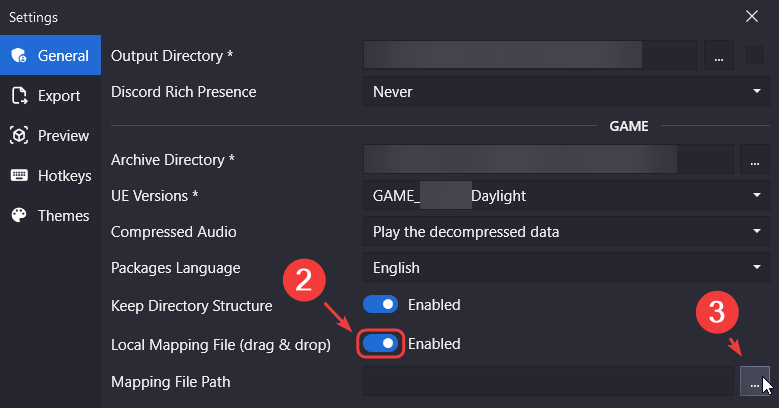 Settings
General
Output Directory *
...
Discord Rich Presence
Never
Export
GAME
Preview
Archive Directory *
...
Hotkeys
UE Versions *
GAME_ Daylight
Themes
Compressed Audio
Play the decompressed data
Packages Language
English
2
Keep Directory Structure
Enabled
3
Local Mapping File (drag & drop)
Enabled
Mapping File Path
...